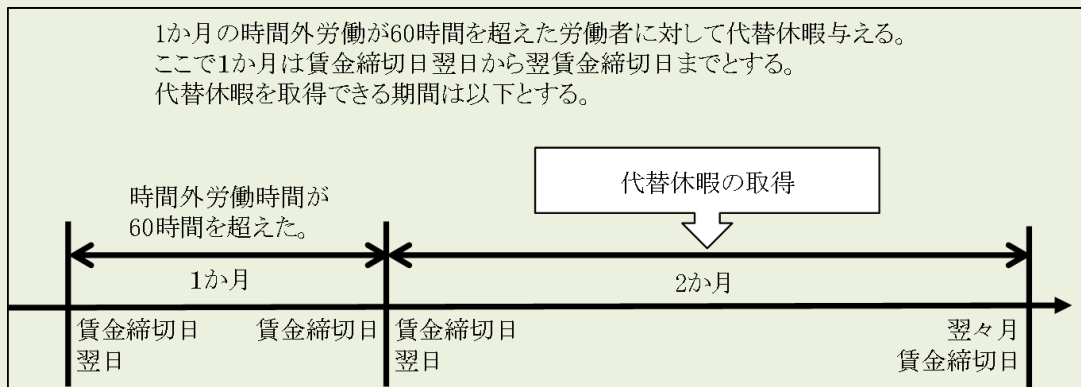 1か月の時間外労働が60時間を超えた労働者に対して代替休暇与える。
ここで1か月は賃金締切日翌日から翌賃金締切日までとする。
代替休暇を取得できる期間は以下とする。
代替休暇の取得
時間外労働時間が
60時間を超えた。
1か月
2か月
賃金締切日
翌日
賃金締切日
賃金締切日
翌日
翌々月
賃金締切日